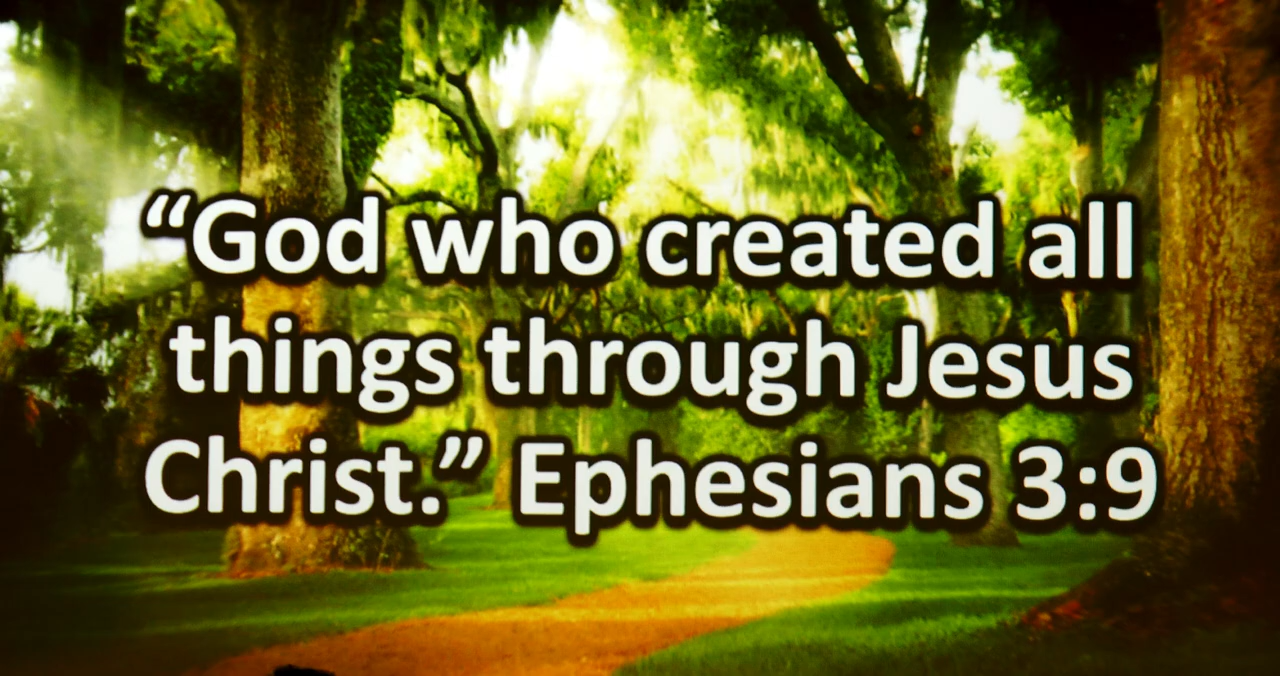 “God who created all
things through Jesus
Christ.” Ephesians 3:9